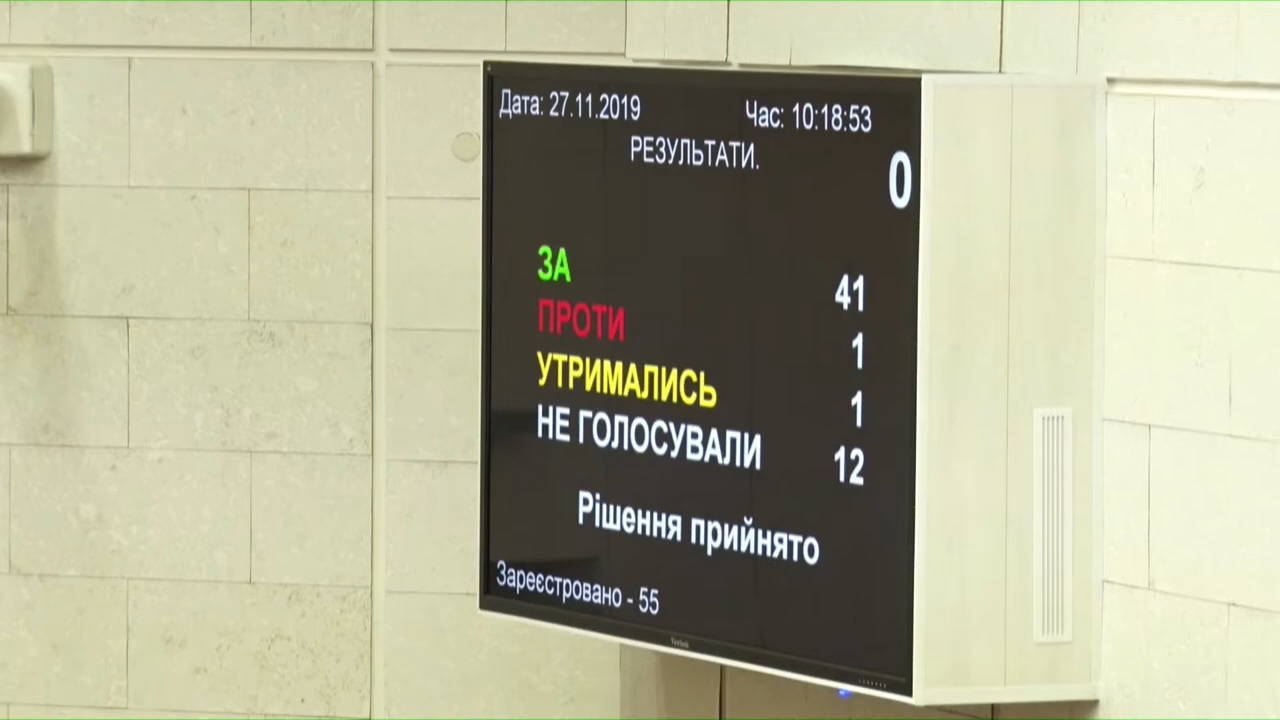 Дата: 27.11.2019 Час: 10:18:53
РЕЗУЛЬТАТИ.
0
ЗА 41
ПРОТИ 1
УТРИМАЛИСЬ 1
НЕ ГОЛОСУВАЛИ 12
Рішення прийнято
Зареєстровано - 55